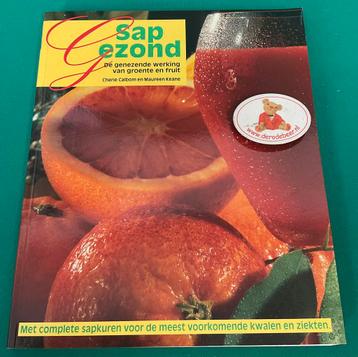 Sap
Gezond
De genezende werking
van groente en fruit
Cherie Calbom en Maureen Keane
www.derodebeer.nl
Met complete sapkuren voor de meest voorkomende kwalen en ziekten.